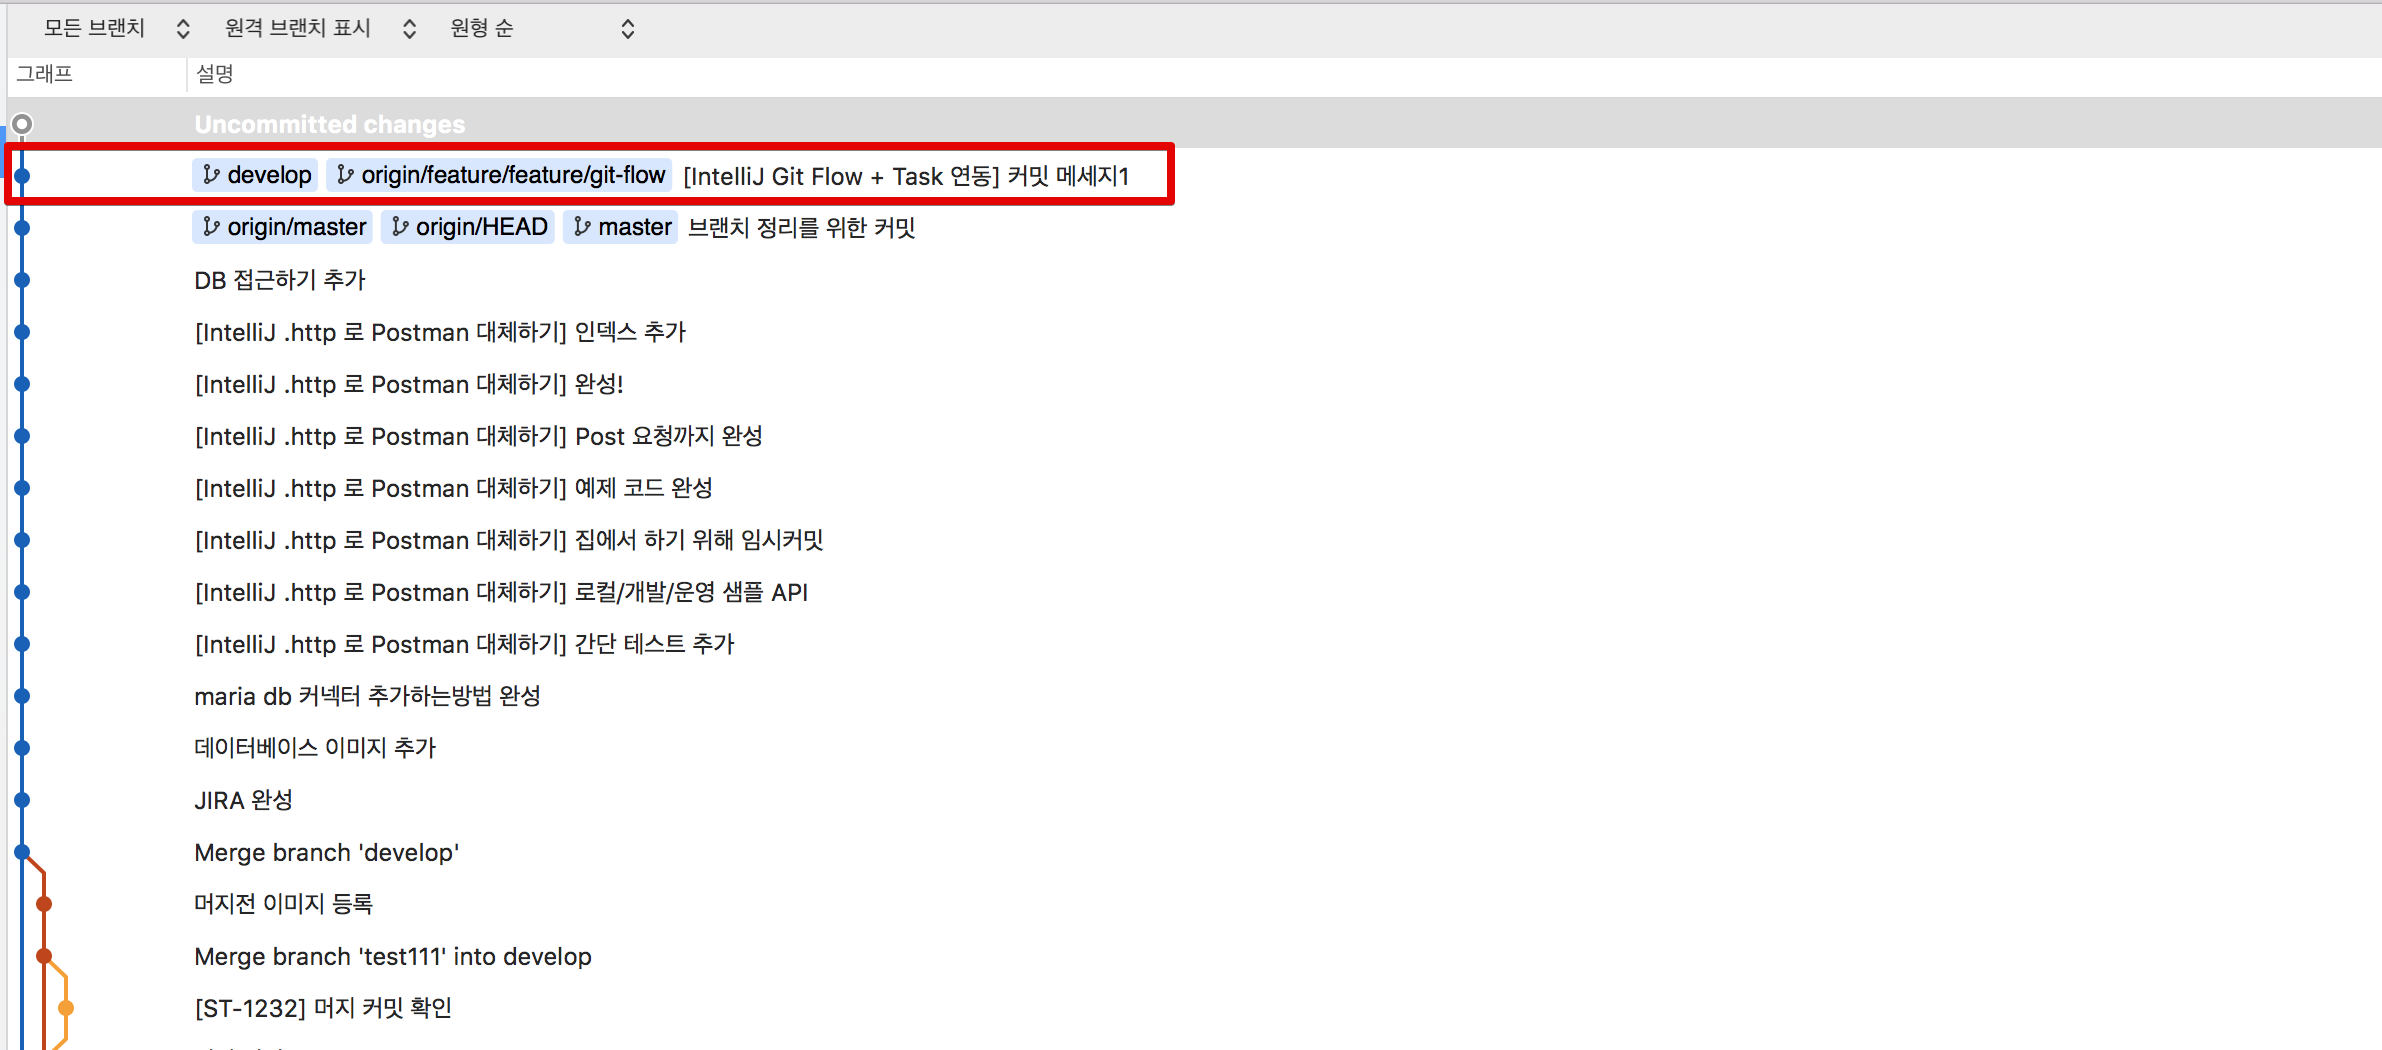 모든 브랜치 원격 브랜치 표시 원형 순
그래프 설명
Uncommitted changes
develop origin/feature/feature/git-flow [IntelliJ Git Flow + Task 연동] 커밋 메세지1
origin/master origin/HEAD master 브랜치 정리를 위한 커밋
DB 접근하기 추가
[IntelliJ .http 로 Postman 대체하기] 인덱스 추가
[IntelliJ .http 로 Postman 대체하기] 완성!
[IntelliJ .http 로 Postman 대체하기] Post 요청까지 완성
[IntelliJ .http 로 Postman 대체하기] 예제 코드 완성
[IntelliJ .http 로 Postman 대체하기] 집에서 하기 위해 임시커밋
[IntelliJ .http 로 Postman 대체하기] 로컬/개발/운영 샘플 API
[IntelliJ .http 로 Postman 대체하기] 간단 테스트 추가
maria db 커넥터 추가하는방법 완성
데이터베이스 이미지 추가
JIRA 완성
Merge branch 'develop'
머지전 이미지 등록
Merge branch 'test111' into develop
[ST-1232] 머지 커밋 확인